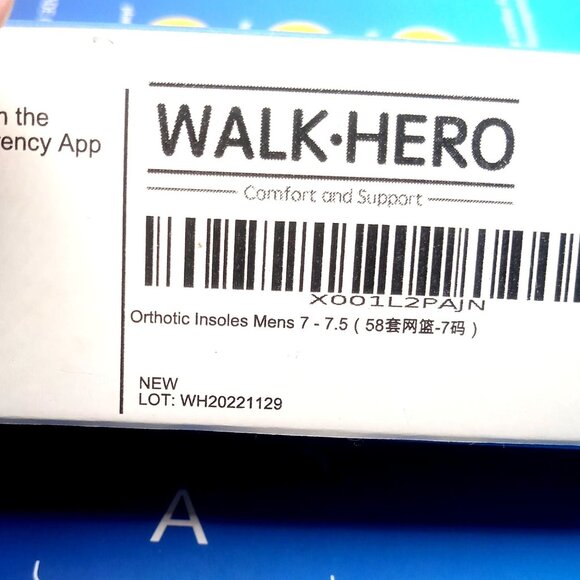 n the
ency App
WALK·HERO
Comfort and Support
X001L2PAJN
Orthotic Insoles Mens 7 - 7.5 ( 58套网篮-7码 )
NEW
LOT: WH20221129
A